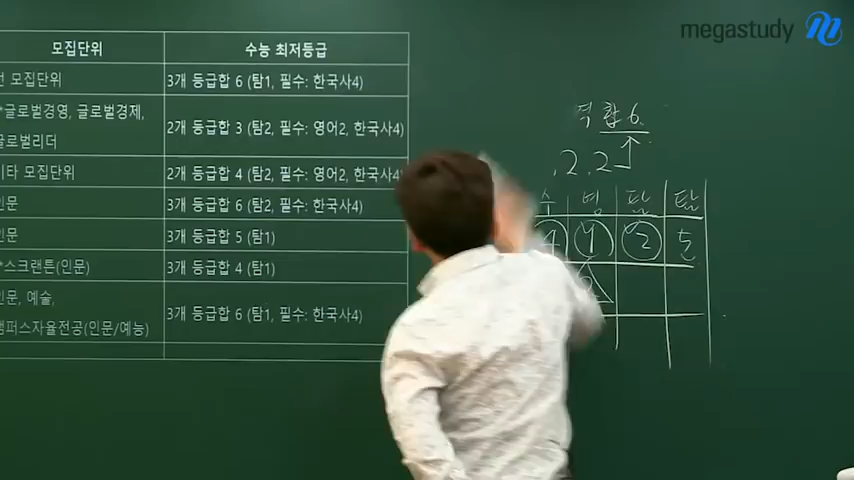 megastudy
모집단위 수능 최저등급
전 모집단위 3개 등급합 6 (탐1, 필수: 한국사4)
*글로벌경영, 글로벌경제,
글로벌리더 2개 등급합 3 (탐2, 필수: 영어2, 한국사4)
기타 모집단위 2개 등급합 4 (탐2, 필수: 영어2, 한국사4)
인문 3개 등급합 6 (탐2, 필수: 한국사4)
인문 3개 등급합 5 (탐1)
*스크랜튼(인문) 3개 등급합 4 (탐1)
인문, 예술,
캠퍼스자율전공(인문/예능) 3개 등급합 6 (탐1, 필수: 한국사4)
합 6
2 2
수 영 탐 탐
4 1 2 5